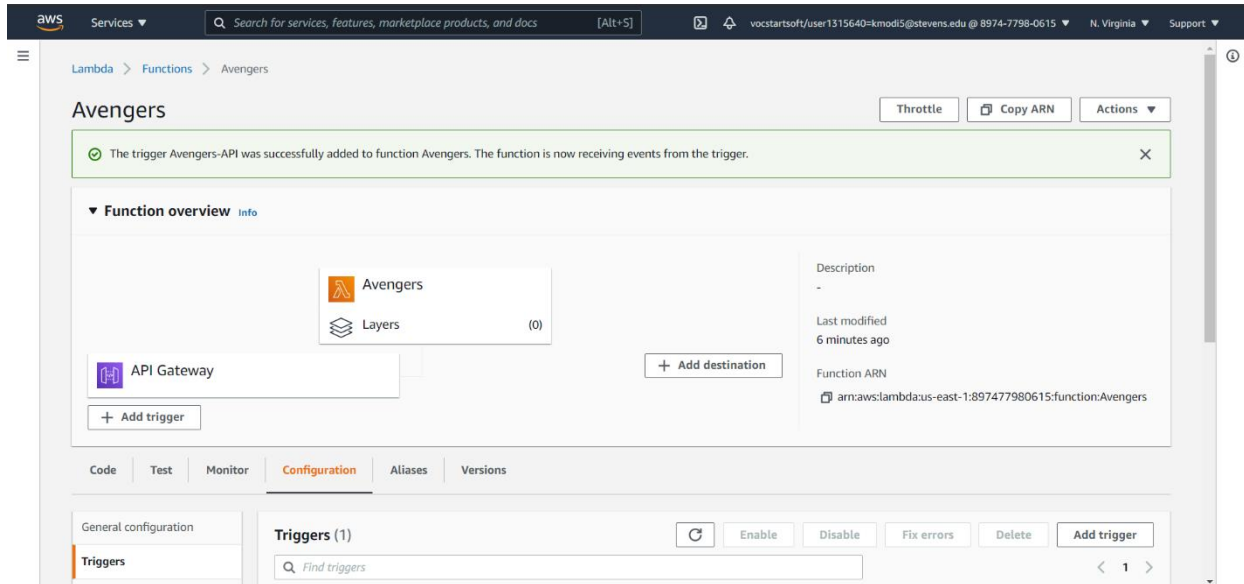 aws Services ▼ Search for services, features, marketplace products, and docs [Alt+S] vocstartsoft/user1315640=kmodi5@stevens.edu @ 8974-7798-0615 ▼ N. Virginia ▼ Support ▼
Lambda > Functions > Avengers
Avengers
Throttle Copy ARN Actions ▼
The trigger Avengers-API was successfully added to function Avengers. The function is now receiving events from the trigger.
▼ Function overview Info
Avengers
Layers (0)
API Gateway
+ Add trigger
+ Add destination
Description
-
Last modified
6 minutes ago
Function ARN
arn:aws:lambda:us-east-1:897477980615:function:Avengers
Code Test Monitor Configuration Aliases Versions
General configuration
Triggers
Triggers (1)
Enable Disable Fix errors Delete Add trigger
Find triggers
< 1 >